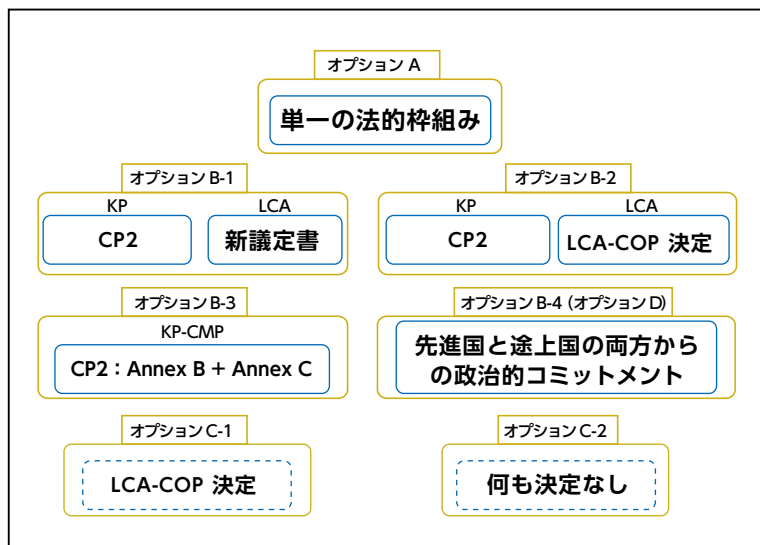 オプション A
単一の法的枠組み
オプション B-1
KP
LCA
CP2
新議定書
オプション B-2
KP
LCA
CP2
LCA-COP 決定
オプション B-3
KP-CMP
CP2：Annex B + Annex C
オプション B-4（オプション D）
先進国と途上国の両方から
の政治的コミットメント
オプション C-1
LCA-COP 決定
オプション C-2
何も決定なし